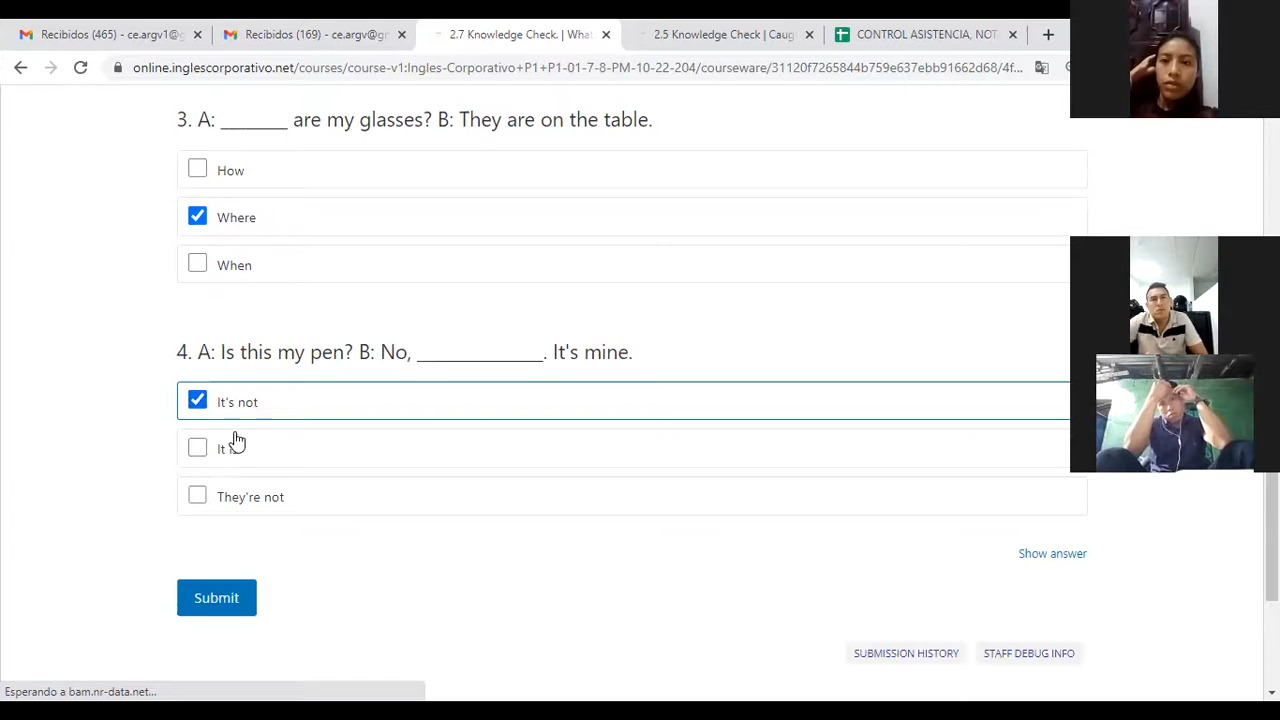 Recibidos (465) - ce.argv1@g
Recibidos (169) - ce.argv@gr
2.7 Knowledge Check. | What
2.5 Knowledge Check | Caug
CONTROL ASISTENCIA, NOT
online.inglescorporativo.net/courses/course-v1:Ingles-Corporativo+P1+P1-01-7-8-PM-10-22-204/courseware/31120f7265844b759e637ebb91662d68/4f...
3. A: ________ are my glasses? B: They are on the table.
How
Where
When
4. A: Is this my pen? B: No, ______________. It's mine.
It's not
It
They're not
Show answer
Submit
SUBMISSION HISTORY
STAFF DEBUG INFO
Esperando a bam.nr-data.net...